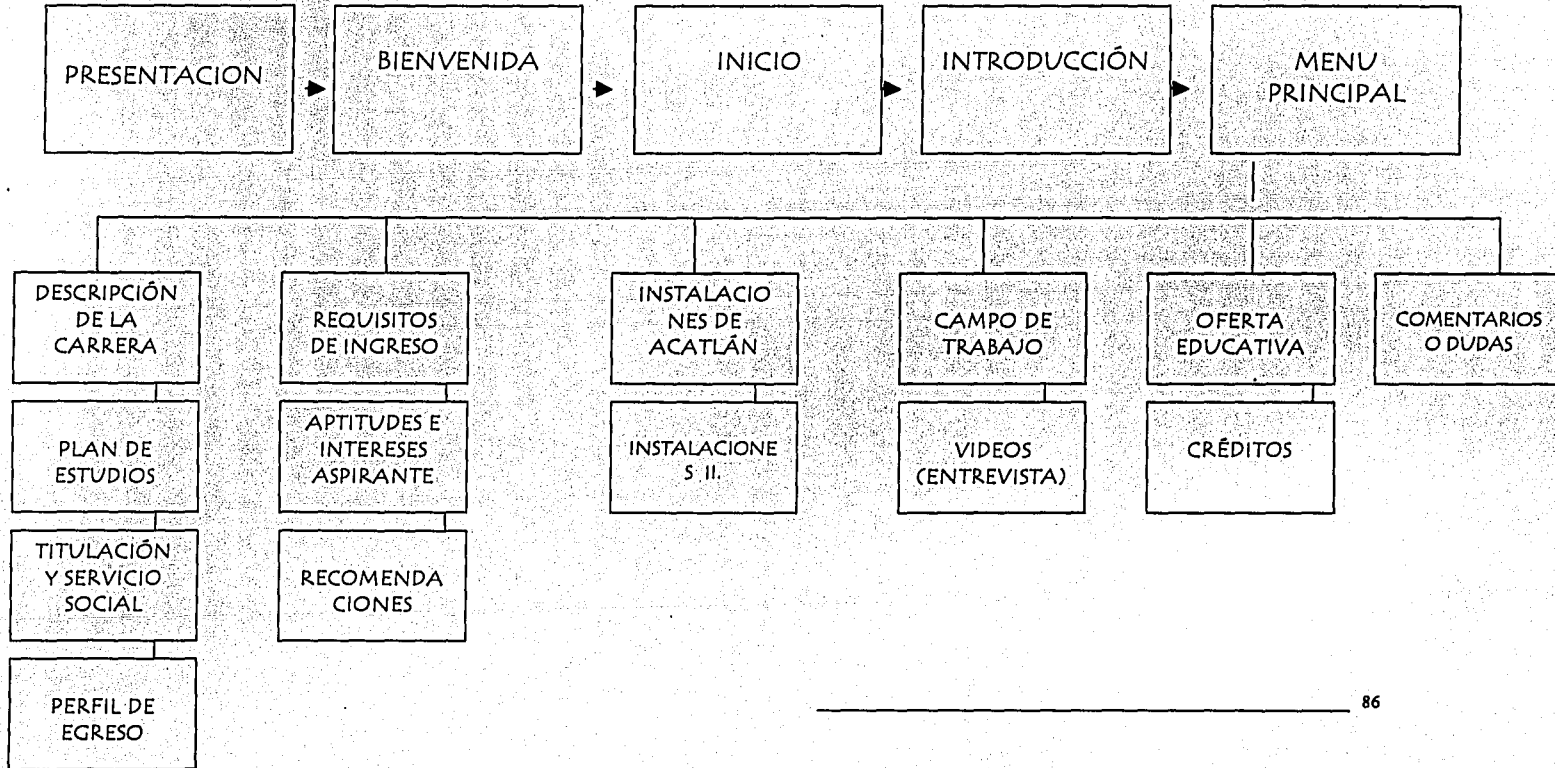 PRESENTACION
BIENVENIDA
INICIO
INTRODUCCIÓN
MENU
PRINCIPAL
DESCRIPCIÓN
DE LA
CARRERA
PLAN DE
ESTUDIOS
TITULACIÓN
Y SERVICIO
SOCIAL
PERFIL DE
EGRESO
REQUISITOS
DE INGRESO
APTITUDES E
INTERESES
ASPIRANTE
RECOMENDA
CIONES
INSTALACIO
NES DE
ACATLÁN
INSTALACIONE
S II.
CAMPO DE
TRABAJO
VIDEOS
(ENTREVISTA)
OFERTA
EDUCATIVA
CRÉDITOS
COMENTARIOS
O DUDAS
86